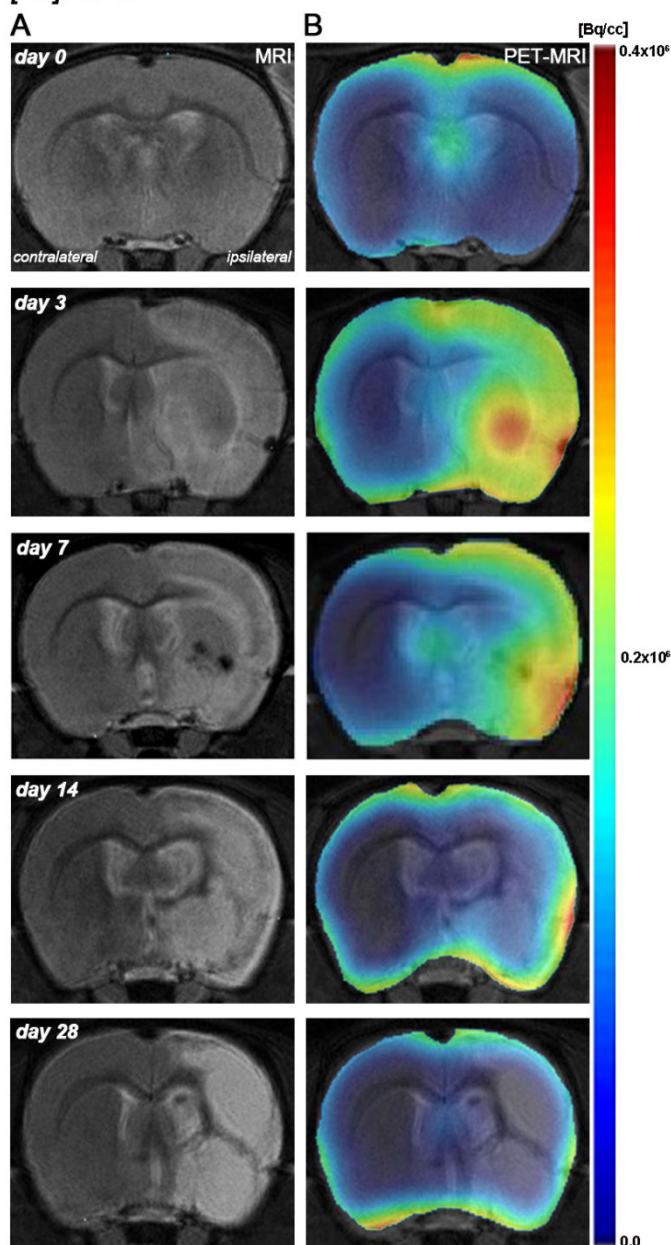 A
B
[Bq/cc]
day 0
MRI
PET-MRI
0.4x10⁶
contralateral
ipsilateral
day 3
day 7
0.2x10⁶
day 14
day 28
0.0